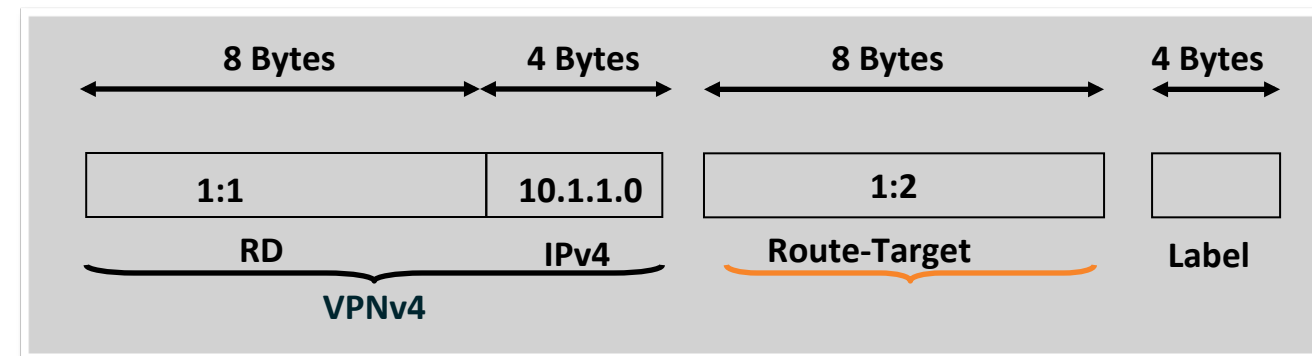 8 Bytes 4 Bytes 8 Bytes 4 Bytes
1:1 10.1.1.0 1:2
RD IPv4 Route-Target Label
VPNv4